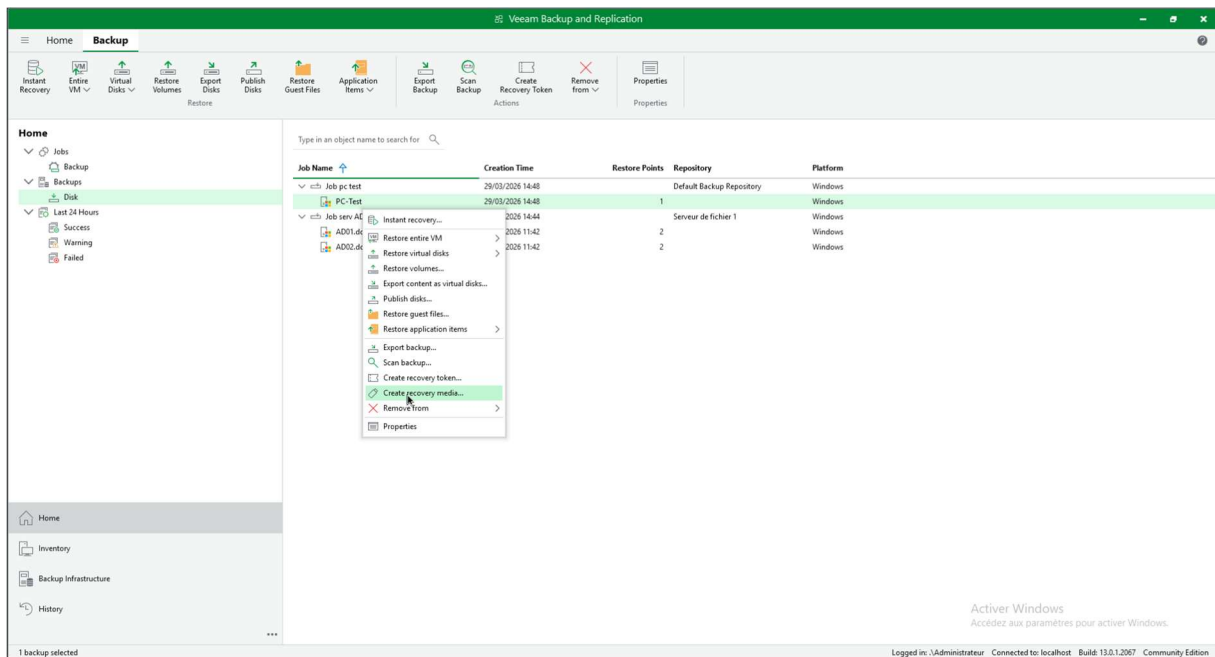 Veeam Backup and Replication
Home Backup
Instant Recovery
Entire VM
Virtual Disks
Restore Volumes
Export Disks
Publish Disks
Restore Guest Files
Application Items
Export Backup
Scan Backup
Create Recovery Token
Remove from
Properties
Restore Actions Properties
Home
Jobs
Backup
Backups
Disk
Last 24 Hours
Success
Warning
Failed
Type in an object name to search for
Job Name Creation Time Restore Points Repository Platform
Job pc test 29/03/2026 14:48 Default Backup Repository Windows
PC-Test 29/03/2026 14:48 1 Windows
Job serv AD 2026 14:44 Serveur de fichier 1 Windows
AD01.do 2026 11:42 2 Windows
AD02.do 2026 11:42 2 Windows
Instant recovery...
Restore entire VM
Restore virtual disks
Restore volumes...
Export content as virtual disks...
Publish disks...
Restore guest files...
Restore application items
Export backup...
Scan backup...
Create recovery token...
Create recovery media...
Remove from
Properties
Home
Inventory
Backup Infrastructure
History
Activer Windows
Accédez aux paramètres pour activer Windows.
1 backup selected
Logged in: .\Administrateur Connected to: localhost Build: 13.0.1.2067 Community Edition